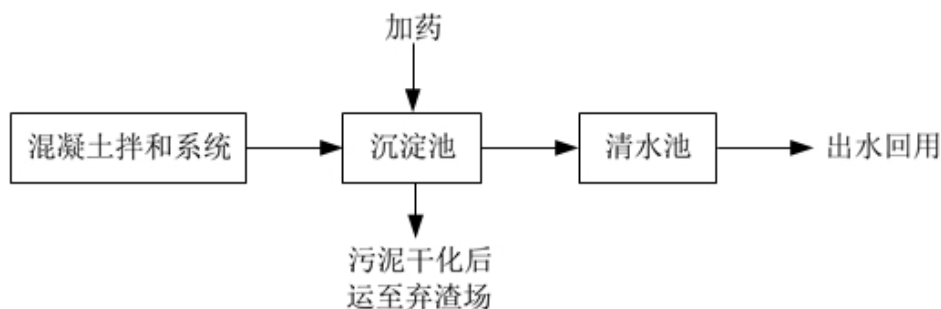 加药
混凝土拌和系统
沉淀池
清水池
出水回用
污泥干化后
运至弃渣场